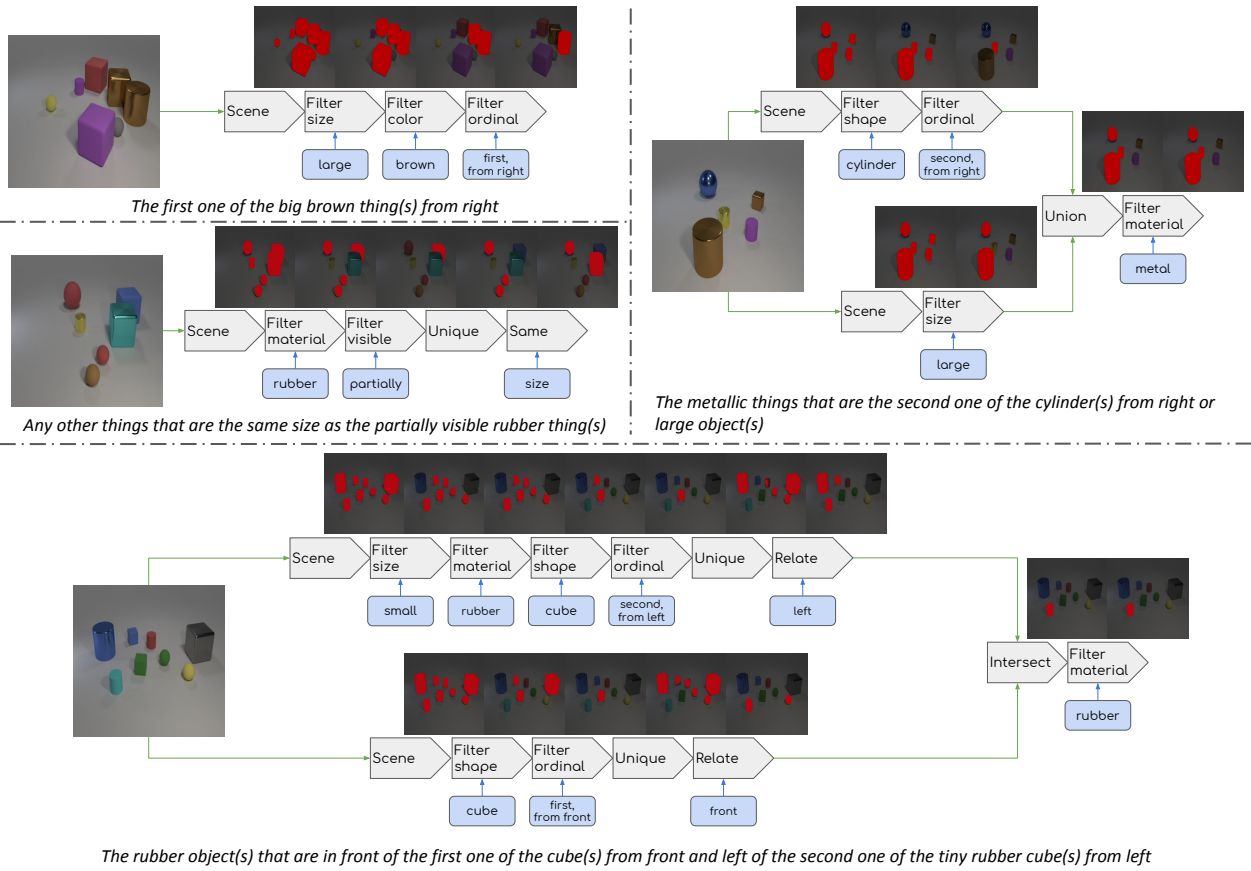 Scene
Filter size
Filter color
Filter ordinal
large
brown
first, from right
The first one of the big brown thing(s) from right
Scene
Filter material
Filter visible
Unique
Same
rubber
partially
size
Any other things that are the same size as the partially visible rubber thing(s)
Scene
Filter shape
Filter ordinal
cylinder
second, from right
Union
Filter material
metal
Scene
Filter size
large
The metallic things that are the second one of the cylinder(s) from right or
large object(s)
Scene
Filter size
Filter material
Filter shape
Filter ordinal
Unique
Relate
small
rubber
cube
second, from left
left
Intersect
Filter material
rubber
Scene
Filter shape
Filter ordinal
Unique
Relate
cube
first, from front
front
The rubber object(s) that are in front of the first one of the cube(s) from front and left of the second one of the tiny rubber cube(s) from left